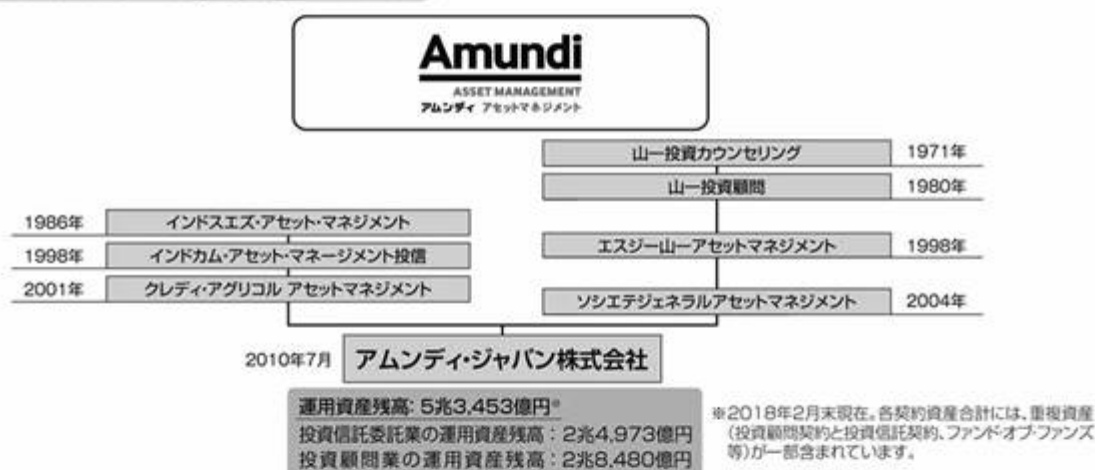 Amundi
ASSET MANAGEMENT
アムンディ アセットマネジメント
山一投資カウンセリング 1971年
山一投資顧問 1980年
1986年 インドスエズ・アセット・マネジメント
1998年 インドカム・アセット・マネージメント投信
2001年 クレディ・アグリコル アセットマネジメント
エスジー山一アセットマネジメント 1998年
ソシエテジェネラルアセットマネジメント 2004年
2010年7月 アムンディ・ジャパン株式会社
運用資産残高: 5兆3,453億円※
投資信託委託業の運用資産残高：2兆4,973億円
投資顧問業の運用資産残高：2兆8,480億円
※2018年2月末現在。各契約資産合計には、重複資産
(投資顧問契約と投資信託契約、ファンド・オブ・ファンズ
等)が一部含まれています。